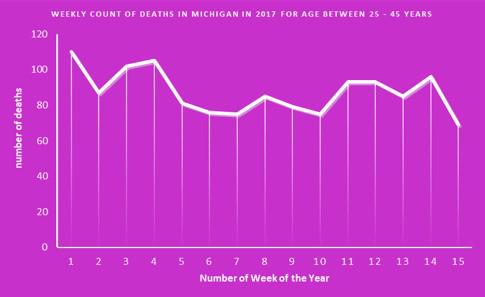 WEEKLY COUNT OF DEATHS IN MICHIGAN IN 2017 FOR AGE BETWEEN 25 – 45 YEARS
120
100
80
60
40
20
0
number of deaths
1 2 3 4 5 6 7 8 9 10 11 12 13 14 15
Number of Week of the Year